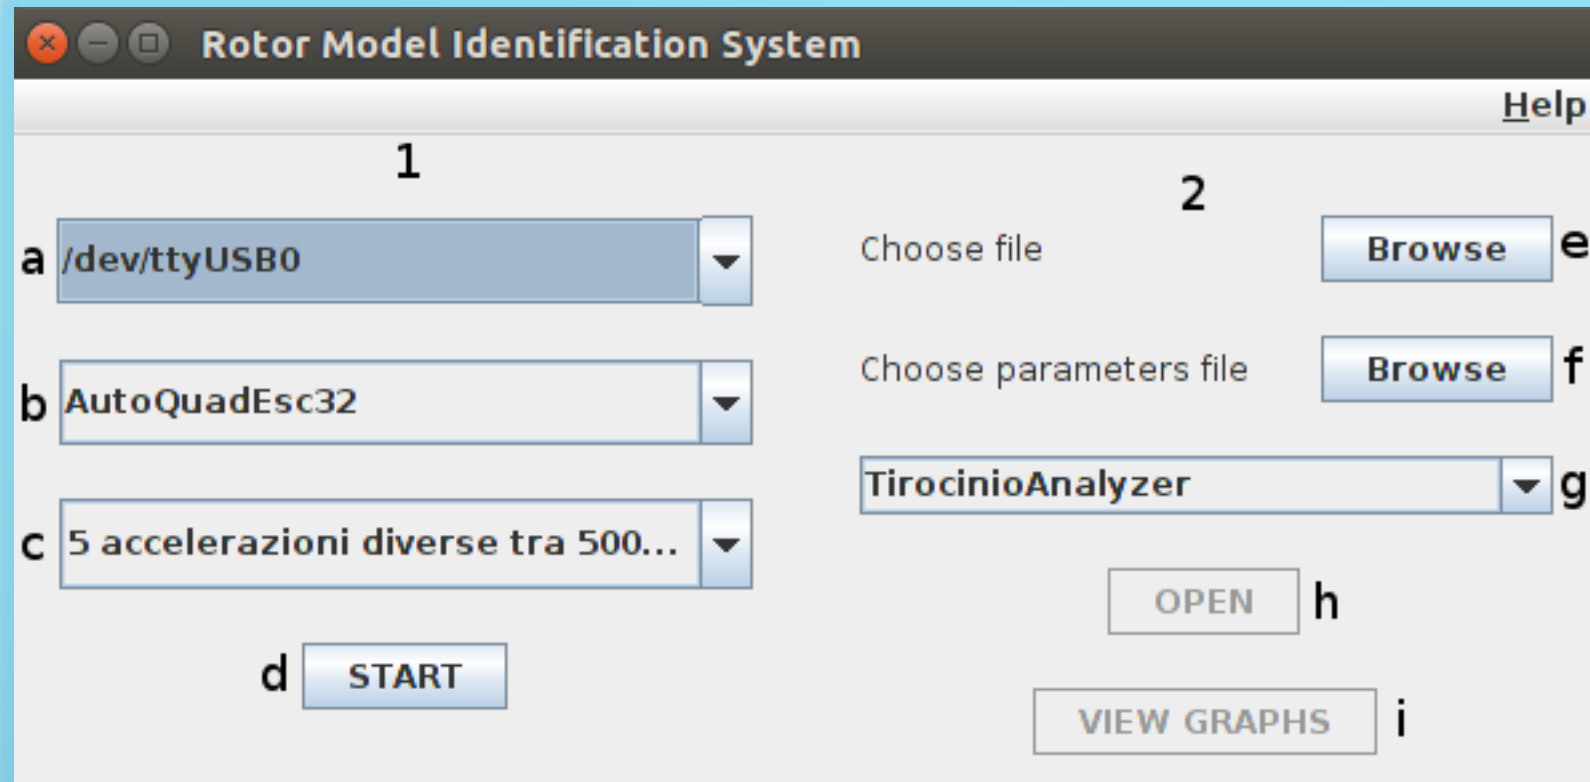 Rotor Model Identification System
Help
1
a /dev/ttyUSB0
b AutoQuadEsc32
c 5 accelerazioni diverse tra 500...
d START
2
Choose file Browse e
Choose parameters file Browse f
TirocinioAnalyzer g
OPEN h
VIEW GRAPHS i